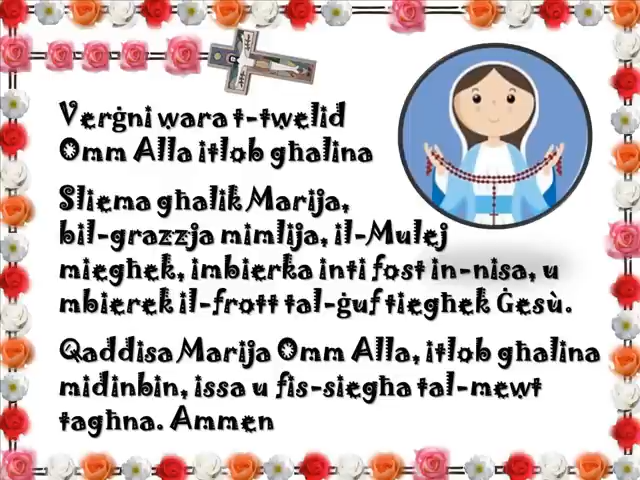 Verġni wara t-twelid
Omm Alla itlob għalina
Sliema għalik Marija,
bil-grazzja mimlija, il-Mulej
miegħek, imbierka inti fost in-nisa, u
mbierek il-frott tal-ġuf tiegħek Ġesù.
Qaddisa Marija Omm Alla, itlob għalina
midinbin, issa u fis-siegħa tal-mewt
tagħna. Ammen